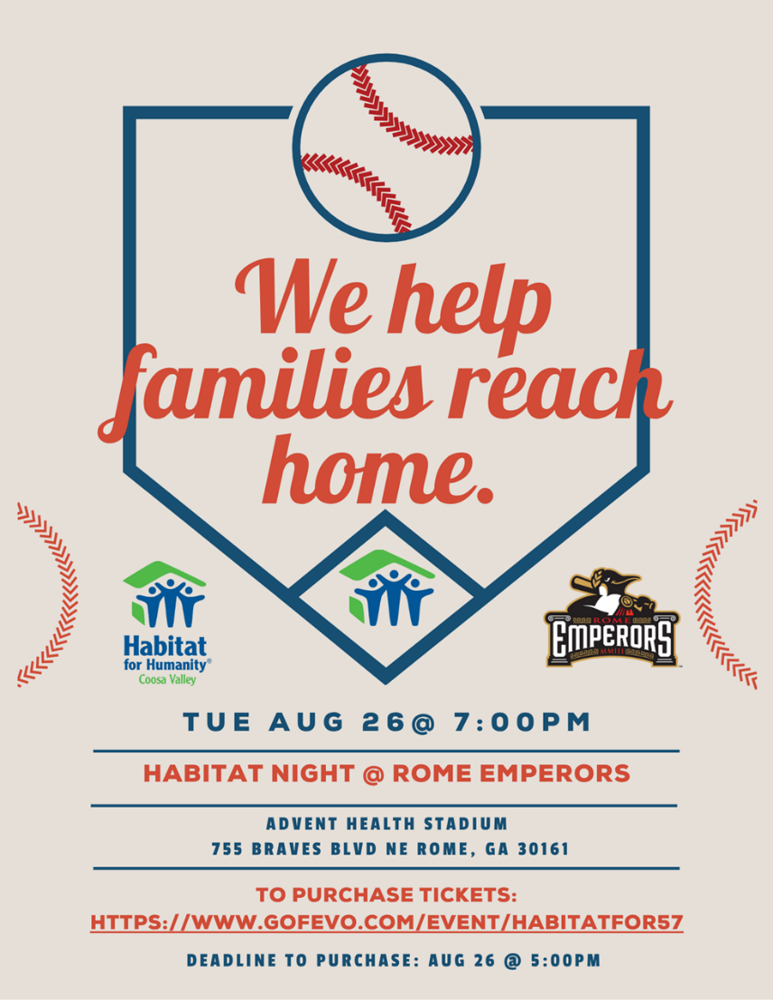 We help
families reach
home.
Habitat
for Humanity®
Coosa Valley
ROME
EMPERORS
MMIII
TUE AUG 26@ 7:00PM
HABITAT NIGHT @ ROME EMPERORS
ADVENT HEALTH STADIUM
755 BRAVES BLVD NE ROME, GA 30161
TO PURCHASE TICKETS:
HTTPS://WWW.GOFEVO.COM/EVENT/HABITATFOR57
DEADLINE TO PURCHASE: AUG 26 @ 5:00PM